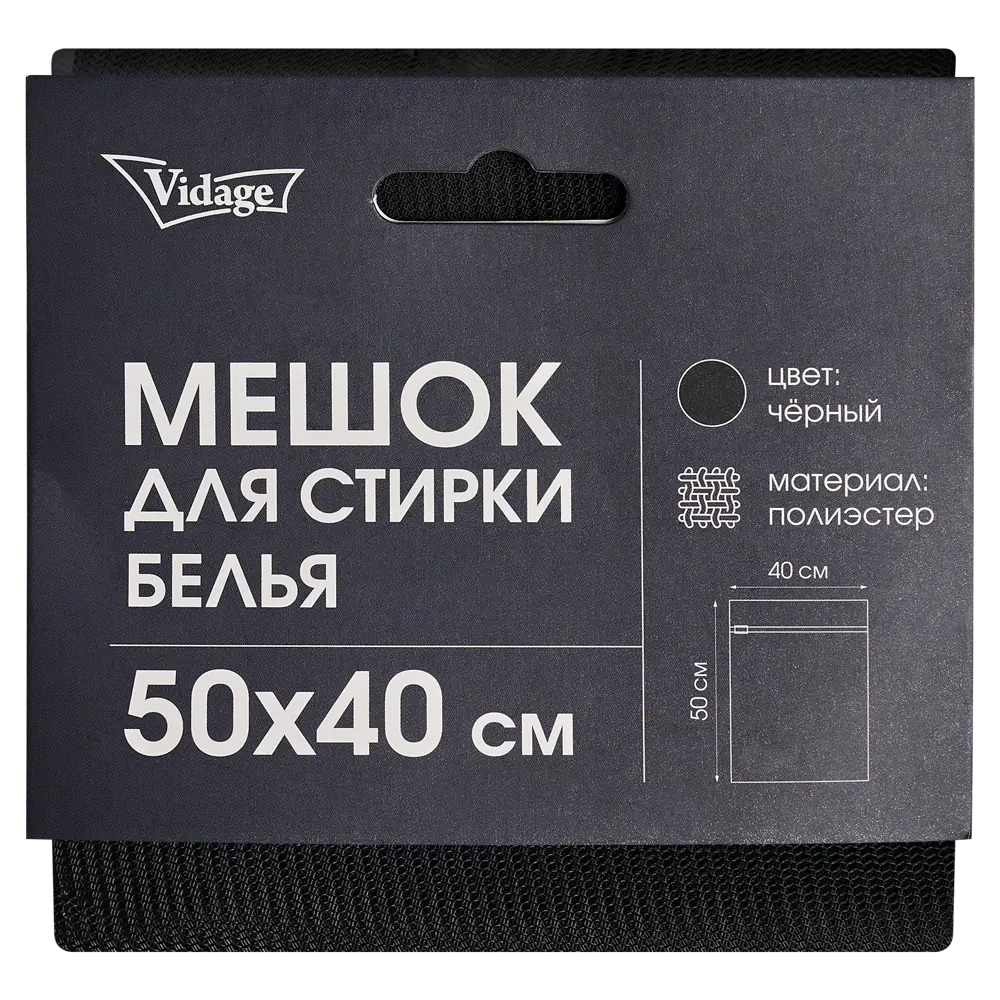 Vidage
МЕШОК
ДЛЯ СТИРКИ
БЕЛЬЯ
50x40 см
цвет:
чёрный
материал:
полиэстер
40 см
50 см